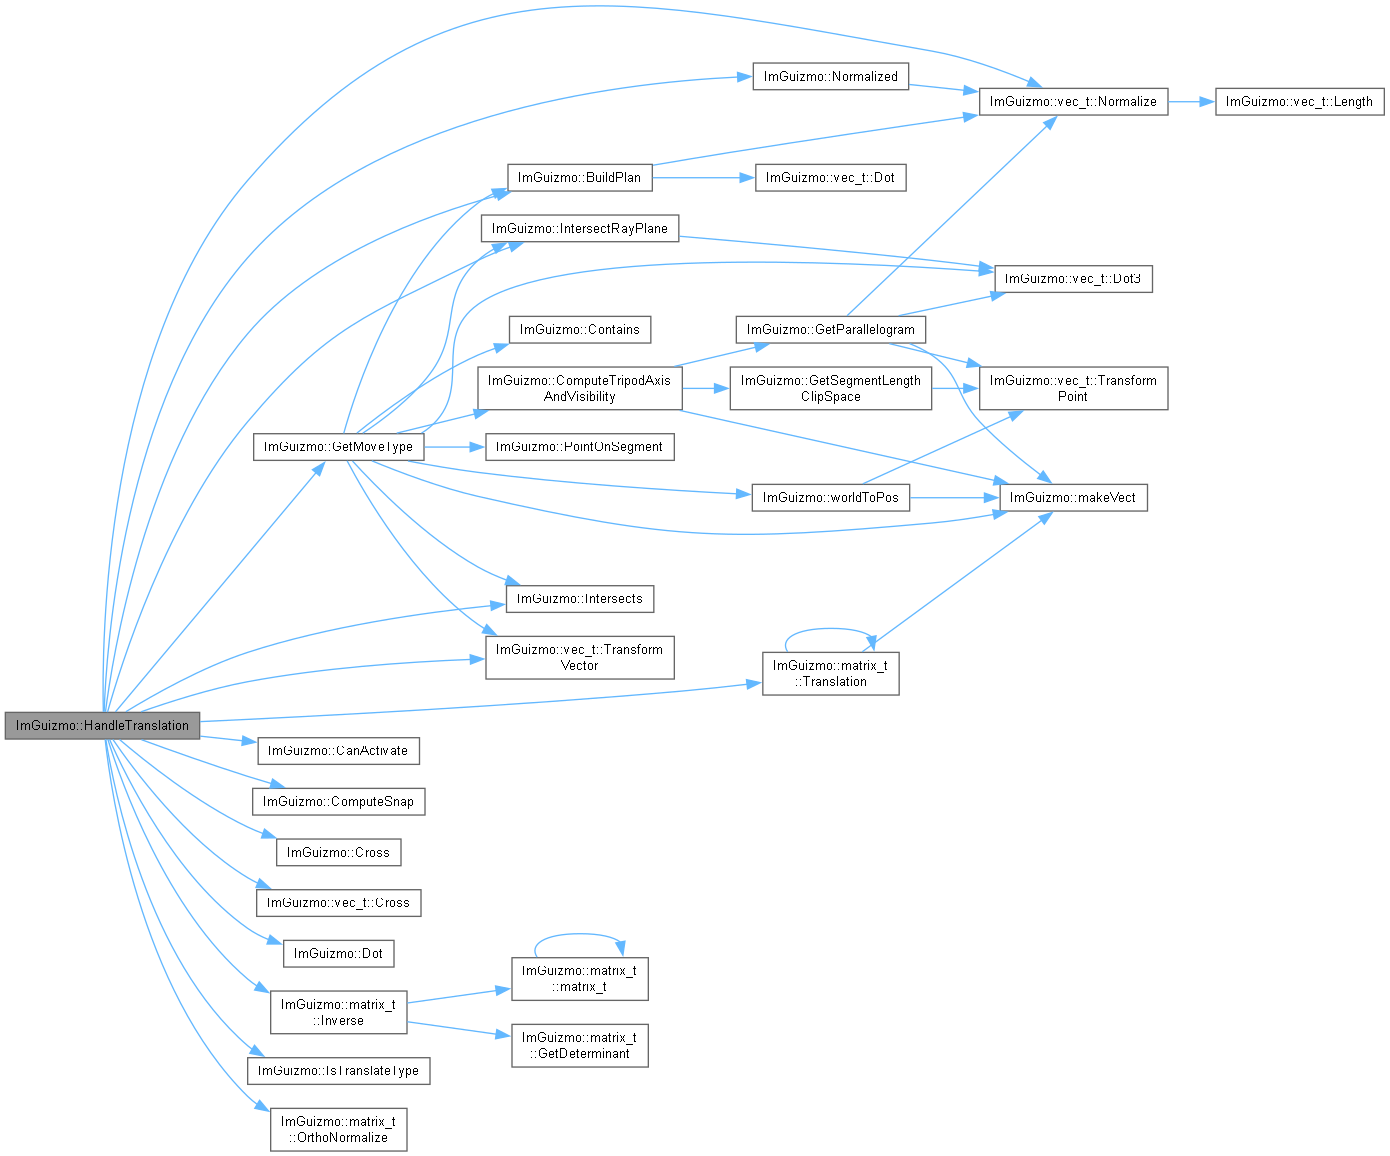 ImGuizmo::Normalized
ImGuizmo::vec_t::Normalize
ImGuizmo::vec_t::Length
ImGuizmo::BuildPlan
ImGuizmo::vec_t::Dot
ImGuizmo::IntersectRayPlane
ImGuizmo::vec_t::Dot3
ImGuizmo::Contains
ImGuizmo::GetParallelogram
ImGuizmo::ComputeTripodAxis
AndVisibility
ImGuizmo::GetSegmentLength
ClipSpace
ImGuizmo::vec_t::Transform
Point
ImGuizmo::GetMoveType
ImGuizmo::PointOnSegment
ImGuizmo::worldToPos
ImGuizmo::makeVect
ImGuizmo::Intersects
ImGuizmo::vec_t::Transform
Vector
ImGuizmo::matrix_t
::Translation
ImGuizmo::HandleTranslation
ImGuizmo::CanActivate
ImGuizmo::ComputeSnap
ImGuizmo::Cross
ImGuizmo::vec_t::Cross
ImGuizmo::Dot
ImGuizmo::matrix_t
::matrix_t
ImGuizmo::matrix_t
::Inverse
ImGuizmo::matrix_t
::GetDeterminant
ImGuizmo::IsTranslateType
ImGuizmo::matrix_t
::OrthoNormalize